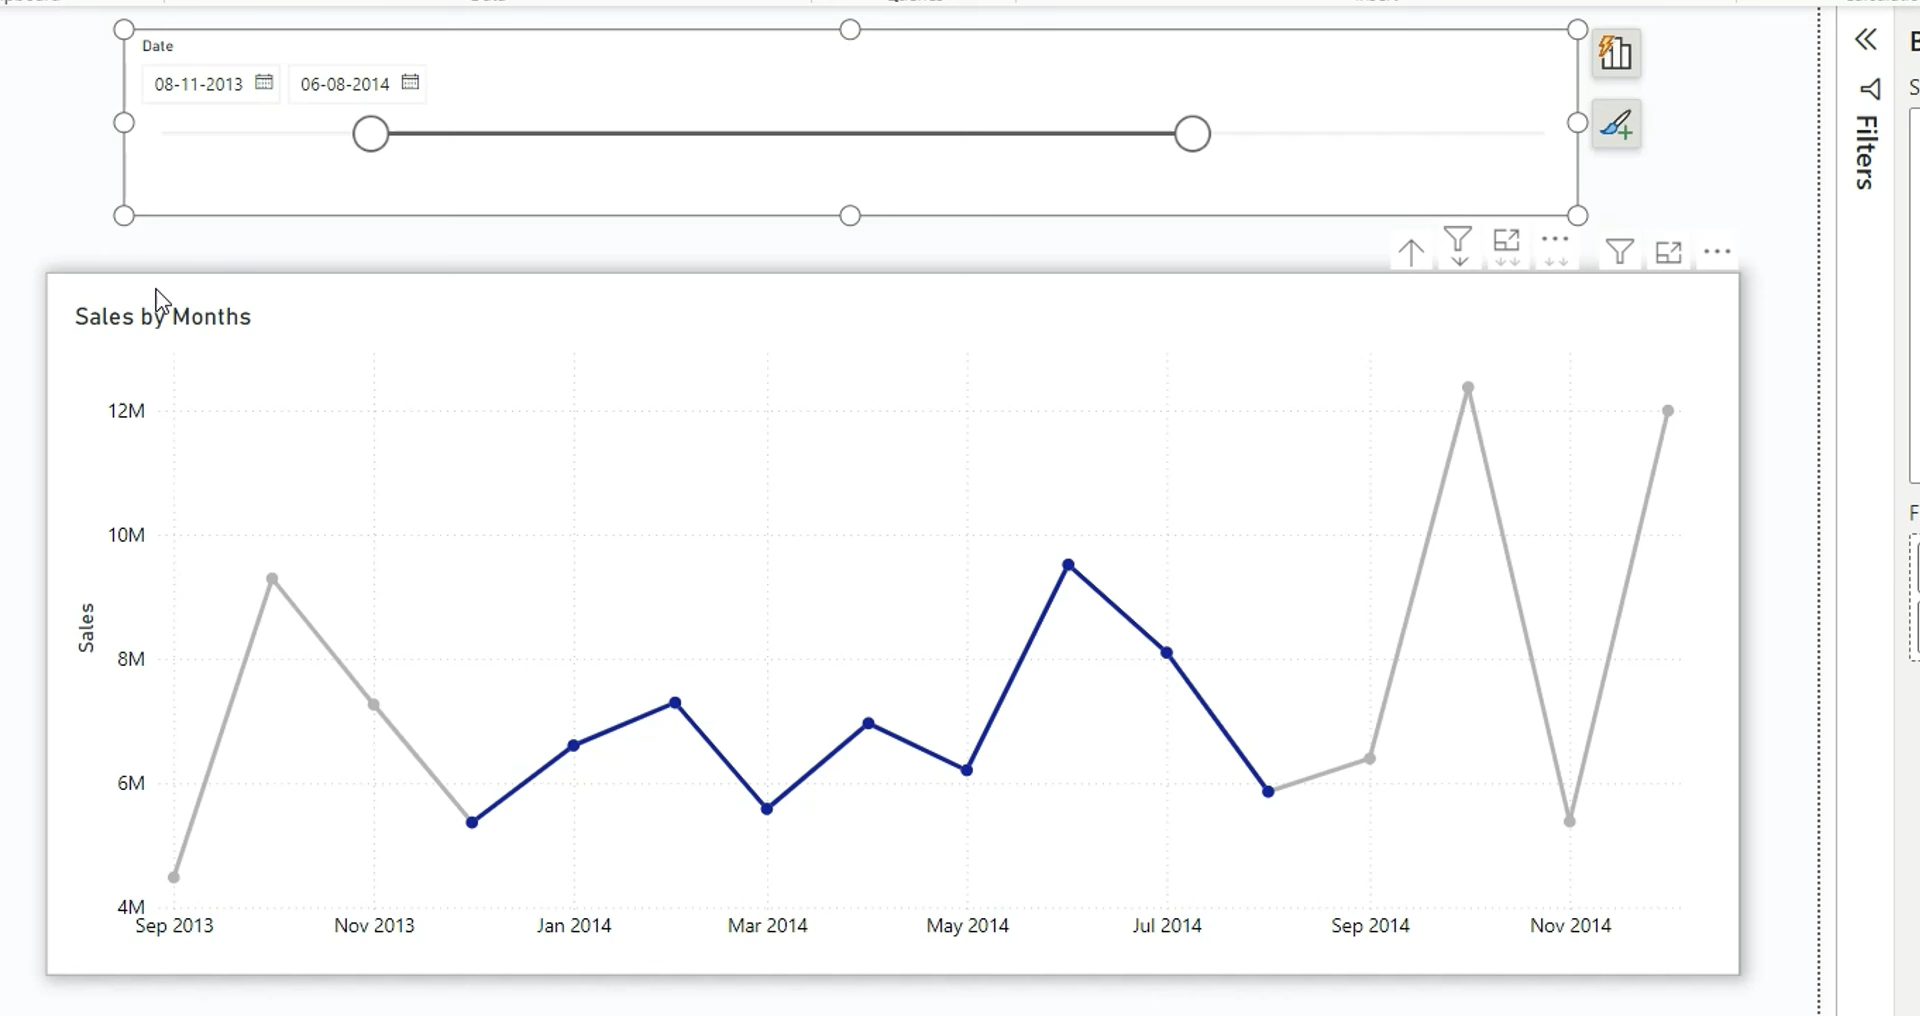 Date
08-11-2013 06-08-2014
Filters
Sales by Months
12M
10M
8M
6M
4M
Sales
Sep 2013 Nov 2013 Jan 2014 Mar 2014 May 2014 Jul 2014 Sep 2014 Nov 2014